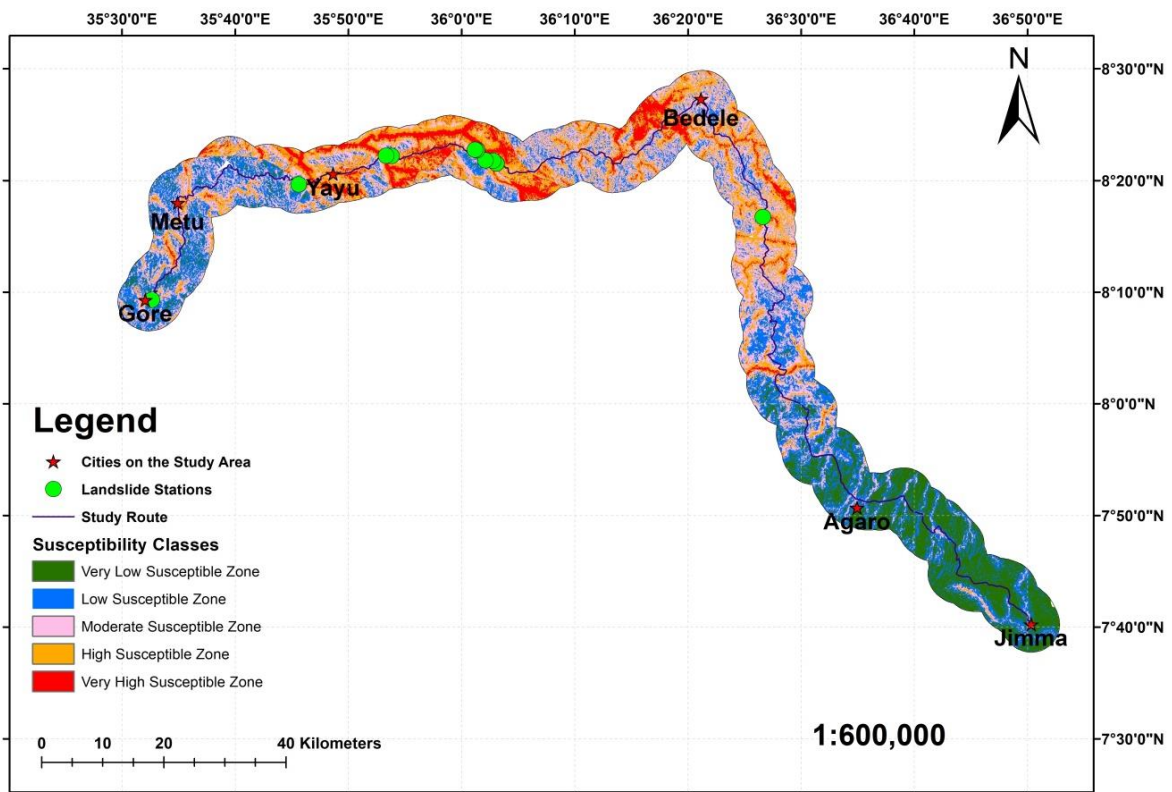 35°30'0"E 35°40'0"E 35°50'0"E 36°0'0"E 36°10'0"E 36°20'0"E 36°30'0"E 36°40'0"E 36°50'0"E
N
8°30'0"N
Bedele
8°20'0"N
Yayu
Metu
8°10'0"N
Gore
8°0'0"N
Legend
Cities on the Study Area
Landslide Stations
Study Route
Susceptibility Classes
Very Low Susceptible Zone
Low Susceptible Zone
Moderate Susceptible Zone
High Susceptible Zone
Very High Susceptible Zone
7°50'0"N
Agaro
7°40'0"N
Jimma
1:600,000
7°30'0"N
0 10 20 40 Kilometers